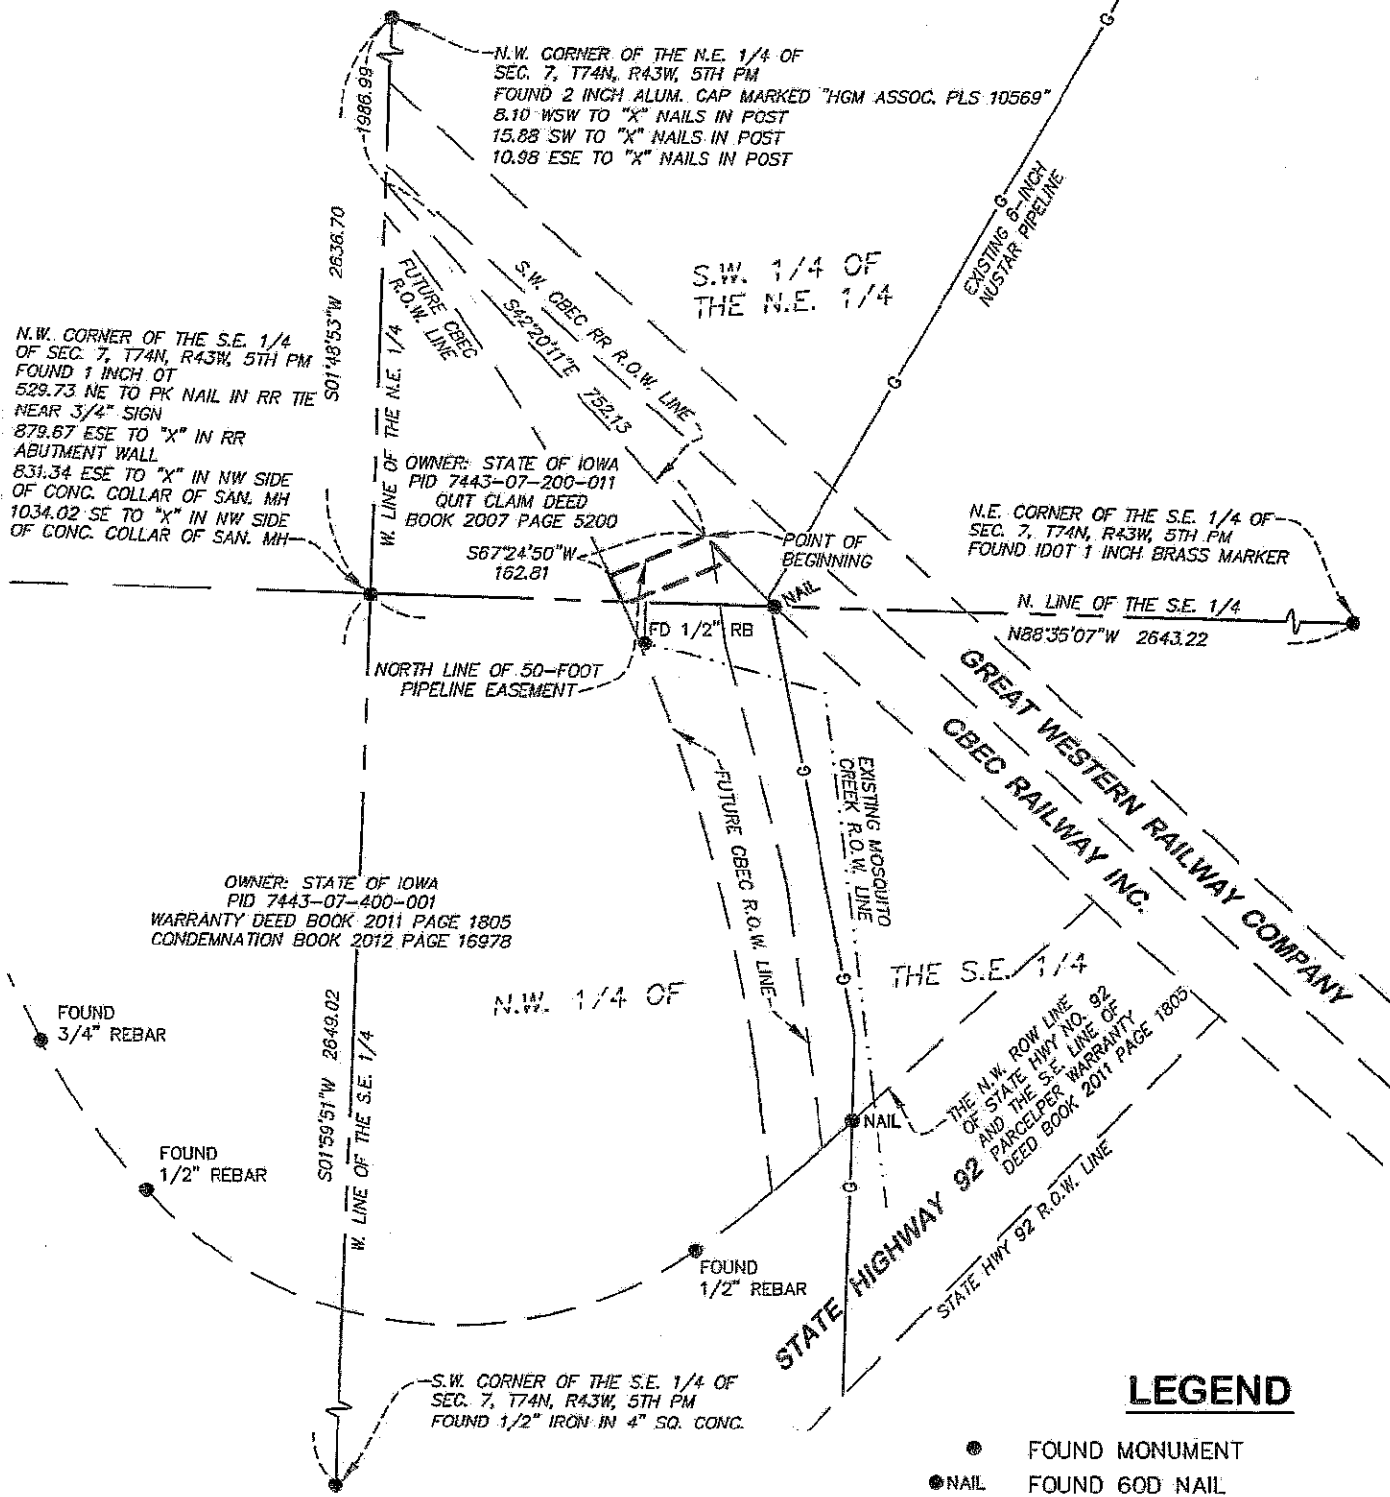 N.W. CORNER OF THE N.E. 1/4 OF
SEC. 7, T74N, R43W, 5TH PM
FOUND 2 INCH ALUM. CAP MARKED "HGM ASSOC. PLS 10569"
8.10 WSW TO "X" NAILS IN POST
15.88 SW TO "X" NAILS IN POST
10.98 ESE TO "X" NAILS IN POST
1986.99
S01°48'53"W 2636.70
W. LINE OF THE N.E. 1/4
FUTURE CBEC
R.O.W. LINE
S.W. CBEC RR R.O.W. LINE
S42°20'11"E 752.13
S.W. 1/4 OF
THE N.E. 1/4
EXISTING 6-INCH
NUSTAR PIPELINE
G
G
G
N.W. CORNER OF THE S.E. 1/4
OF SEC. 7, T74N, R43W, 5TH PM
FOUND 1 INCH OT
529.73 NE TO PK NAIL IN RR TIE
NEAR 3/4" SIGN
879.67 ESE TO "X" IN RR
ABUTMENT WALL
831.34 ESE TO "X" IN NW SIDE
OF CONC. COLLAR OF SAN. MH
1034.02 SE TO "X" IN NW SIDE
OF CONC. COLLAR OF SAN. MH
OWNER: STATE OF IOWA
PID 7443-07-200-011
QUIT CLAIM DEED
BOOK 2007 PAGE 5200
S67°24'50"W
162.81
POINT OF
BEGINNING
N.E. CORNER OF THE S.E. 1/4 OF
SEC. 7, T74N, R43W, 5TH PM
FOUND IDOT 1 INCH BRASS MARKER
NAIL
N. LINE OF THE S.E. 1/4
N88°35'07"W 2643.22
FD 1/2" RB
NORTH LINE OF 50-FOOT
PIPELINE EASEMENT
GREAT WESTERN RAILWAY COMPANY
CBEC RAILWAY INC.
G
EXISTING MOSQUITO
CREEK R.O.W. LINE
FUTURE CBEC R.O.W. LINE
OWNER: STATE OF IOWA
PID 7443-07-400-001
WARRANTY DEED BOOK 2011 PAGE 1805
CONDEMNATION BOOK 2012 PAGE 16978
N.W. 1/4 OF
THE S.E. 1/4
G
FOUND
3/4" REBAR
S01°59'51"W 2649.02
W. LINE OF THE S.E. 1/4
THE N.W. ROW LINE
OF STATE HWY NO. 92,
AND THE S.E. LINE OF
PARCELPER WARRANTY
DEED BOOK 2011 PAGE 1805
NAIL
FOUND
1/2" REBAR
G
STATE HIGHWAY 92
STATE HWY 92 R.O.W. LINE
FOUND
1/2" REBAR
S.W. CORNER OF THE S.E. 1/4 OF
SEC. 7, T74N, R43W, 5TH PM
FOUND 1/2" IRON IN 4" SQ. CONC.
LEGEND
FOUND MONUMENT
NAIL FOUND 60D NAIL